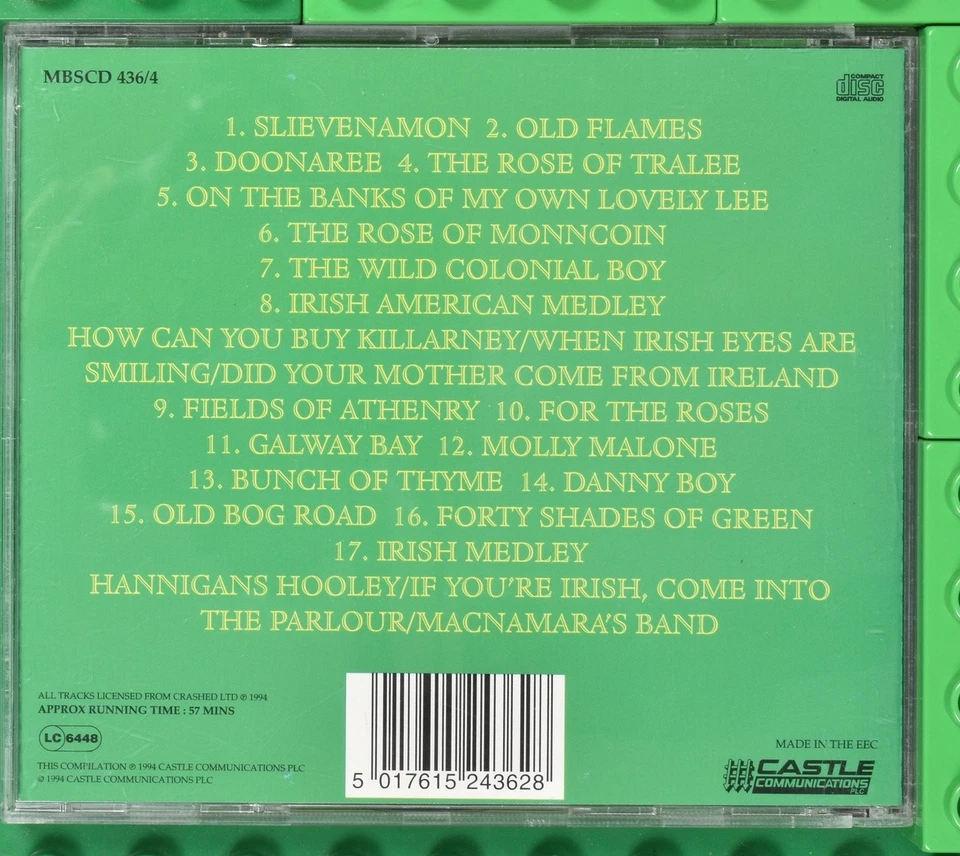 MBSCD 436/4
COMPACT
disc
DIGITAL AUDIO
1. SLIEVENAMON 2. OLD FLAMES
3. DOONAREE 4. THE ROSE OF TRALEE
5. ON THE BANKS OF MY OWN LOVELY LEE
6. THE ROSE OF MONNCOIN
7. THE WILD COLONIAL BOY
8. IRISH AMERICAN MEDLEY
HOW CAN YOU BUY KILLARNEY/WHEN IRISH EYES ARE
SMILING/DID YOUR MOTHER COME FROM IRELAND
9. FIELDS OF ATHENRY 10. FOR THE ROSES
11. GALWAY BAY 12. MOLLY MALONE
13. BUNCH OF THYME 14. DANNY BOY
15. OLD BOG ROAD 16. FORTY SHADES OF GREEN
17. IRISH MEDLEY
HANNIGANS HOOLEY/IF YOU'RE IRISH, COME INTO
THE PARLOUR/MACNAMARA'S BAND
ALL TRACKS LICENSED FROM CRASHED LTD ℗ 1994
APPROX RUNNING TIME : 57 MINS
LC 6448
THIS COMPILATION ℗ 1994 CASTLE COMMUNICATIONS PLC
© 1994 CASTLE COMMUNICATIONS PLC
5 017615 243628
MADE IN THE EEC
CASTLE
COMMUNICATIONS
PLC